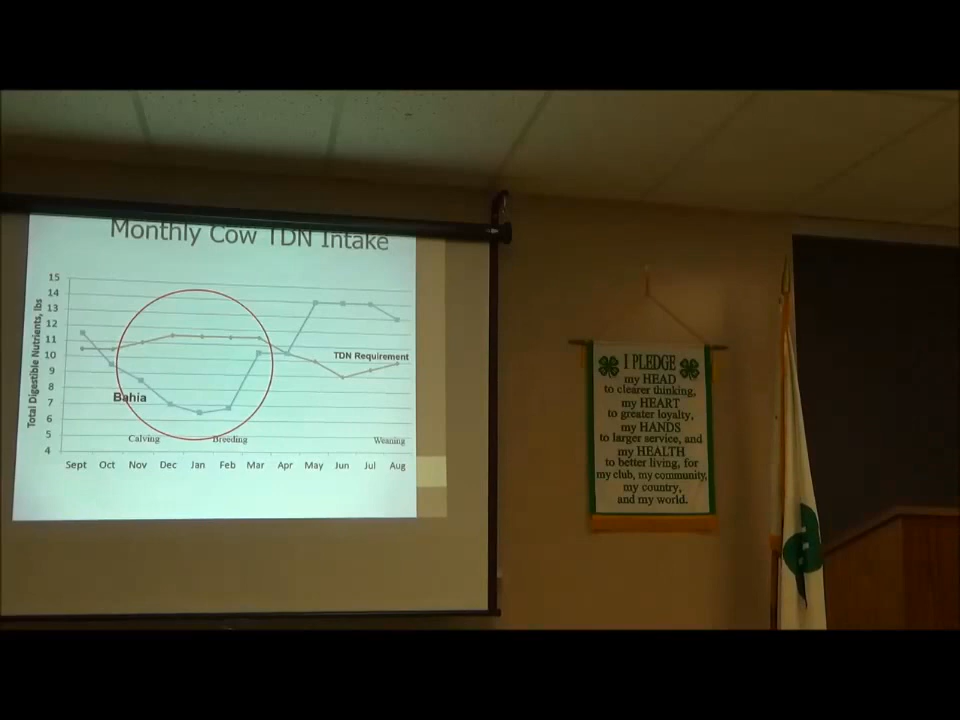 Monthly Cow TDN Intake
Total Digestible Nutrients, lbs
15
14
13
12
11
10
9
8
7
6
5
4
TDN Requirement
Bahia
Calving
Breeding
Weaning
Sept Oct Nov Dec Jan Feb Mar Apr May Jun Jul Aug
I PLEDGE
my HEAD
to clearer thinking,
my HEART
to greater loyalty,
my HANDS
to larger service, and
my HEALTH
to better living, for
my club, my community,
my country,
and my world.